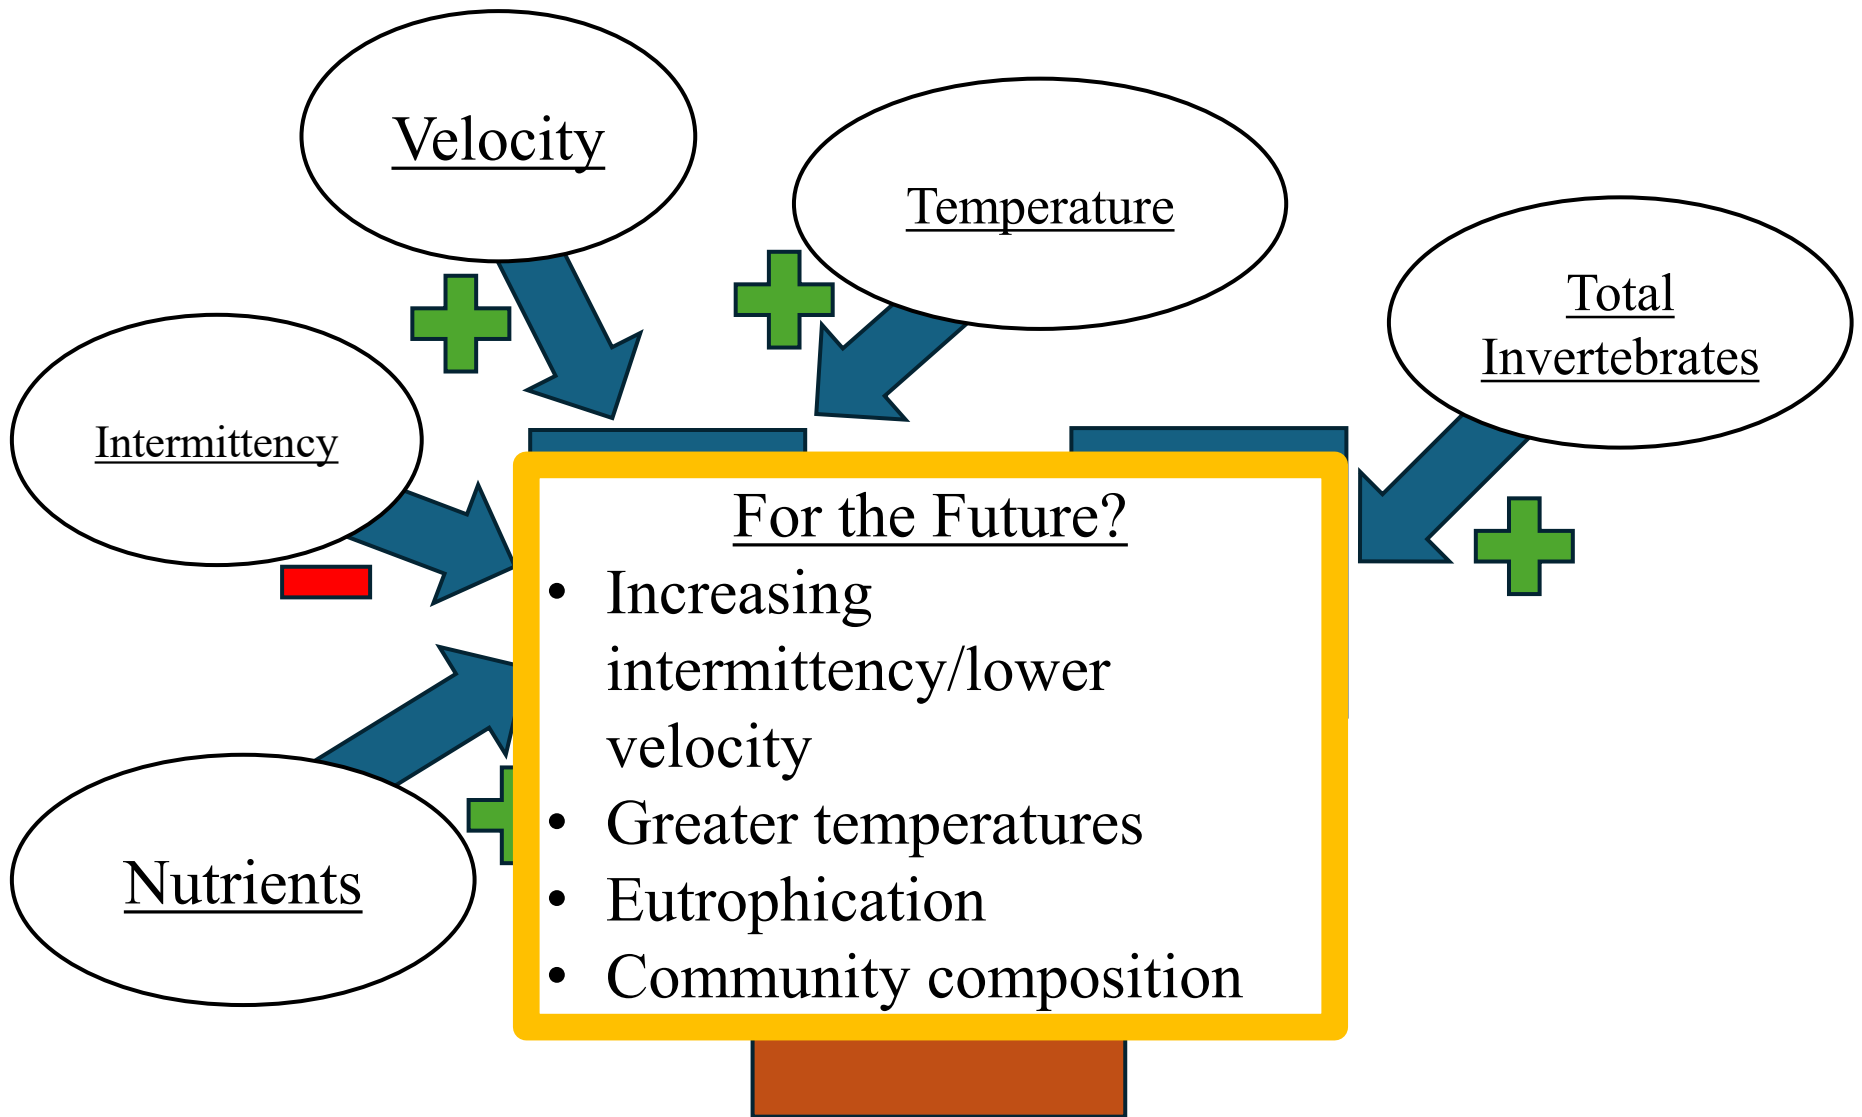 Velocity
Temperature
Total
Invertebrates
Intermittency
Nutrients
For the Future?
• Increasing
intermittency/lower
velocity
• Greater temperatures
• Eutrophication
• Community composition